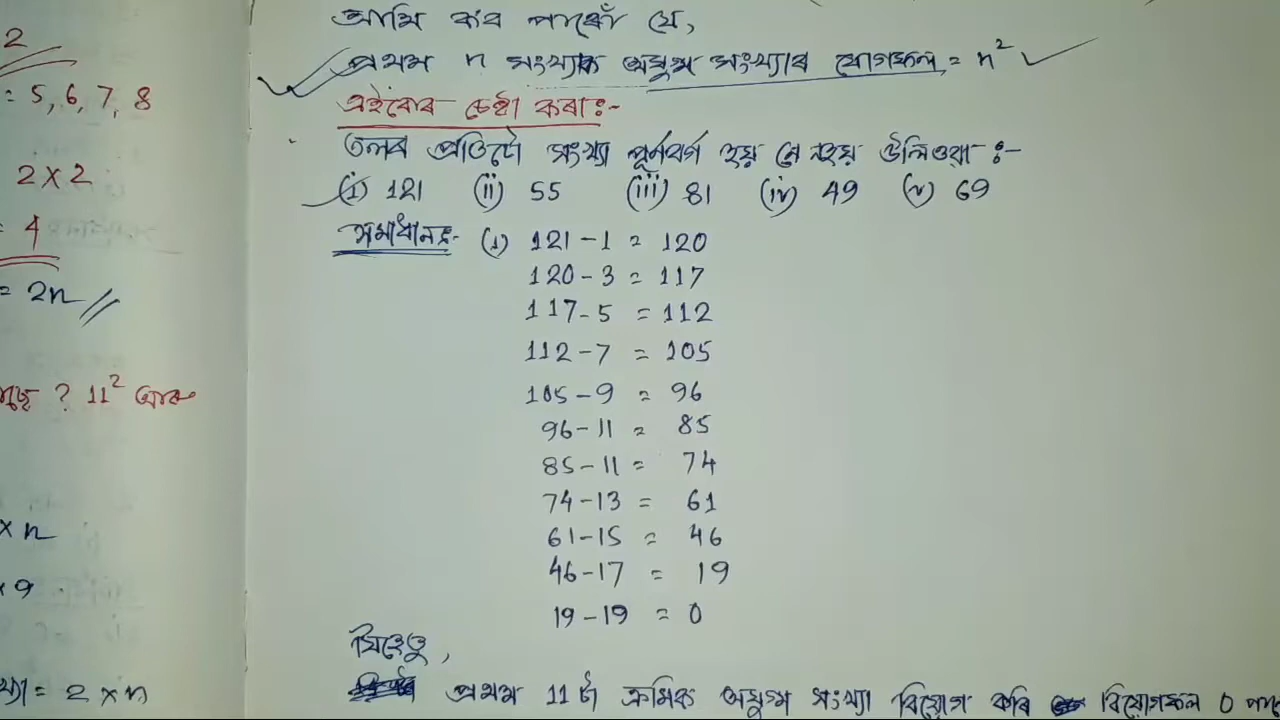 2
= 5, 6, 7, 8
2 × 2
= 4
= 2n //
? 11² আৰু
× n
× 9
= 2 × n
আমি কব পাৰোঁ যে,
প্ৰথম n সংখ্যক অযুগ্ম সংখ্যাৰ যোগফল = n²
এইবোৰ চেষ্টা কৰাঃ-
তলৰ প্ৰতিটো সংখ্যা পূৰ্নবৰ্গ হয় নে নহয় উলিওৱা :-
(i) 121 (ii) 55 (iii) 81 (iv) 49 (v) 69
সমাধানঃ- (i) 121 - 1 = 120
120 - 3 = 117
117 - 5 = 112
112 - 7 = 105
105 - 9 = 96
96 - 11 = 85
85 - 11 = 74
74 - 13 = 61
61 - 15 = 46
46 - 17 = 19
19 - 19 = 0
যিহেতু,
প্ৰথম 11 টা ক্ৰমিক অযুগ্ম সংখ্যা বিয়োগ কৰি বিয়োগফল 0